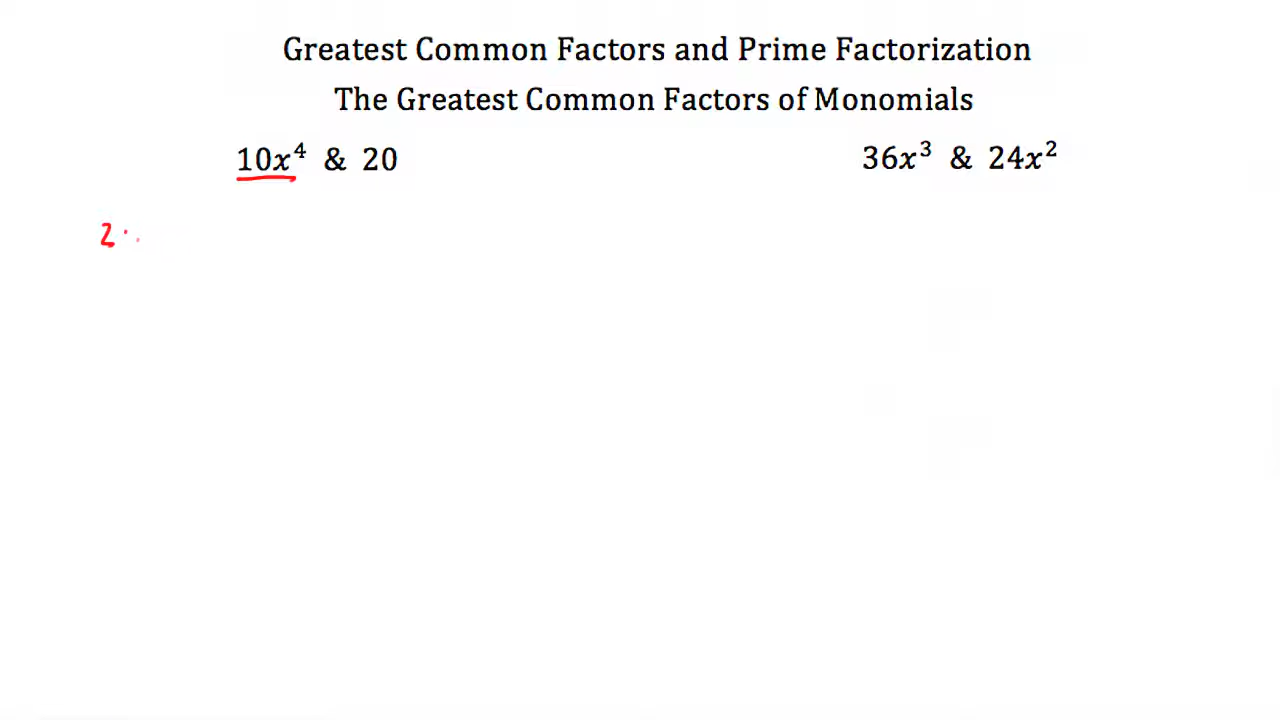 Greatest Common Factors and Prime Factorization
The Greatest Common Factors of Monomials
10x⁴ & 20
36x³ & 24x²
2 ·